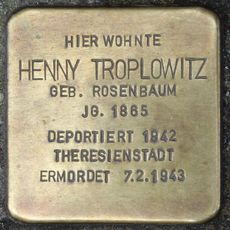 HIER WOHNTE
HENNY TROPLOWITZ
GEB. ROSENBAUM
JG. 1865
DEPORTIERT 1942
THERESIENSTADT
ERMORDET 7.2.1943